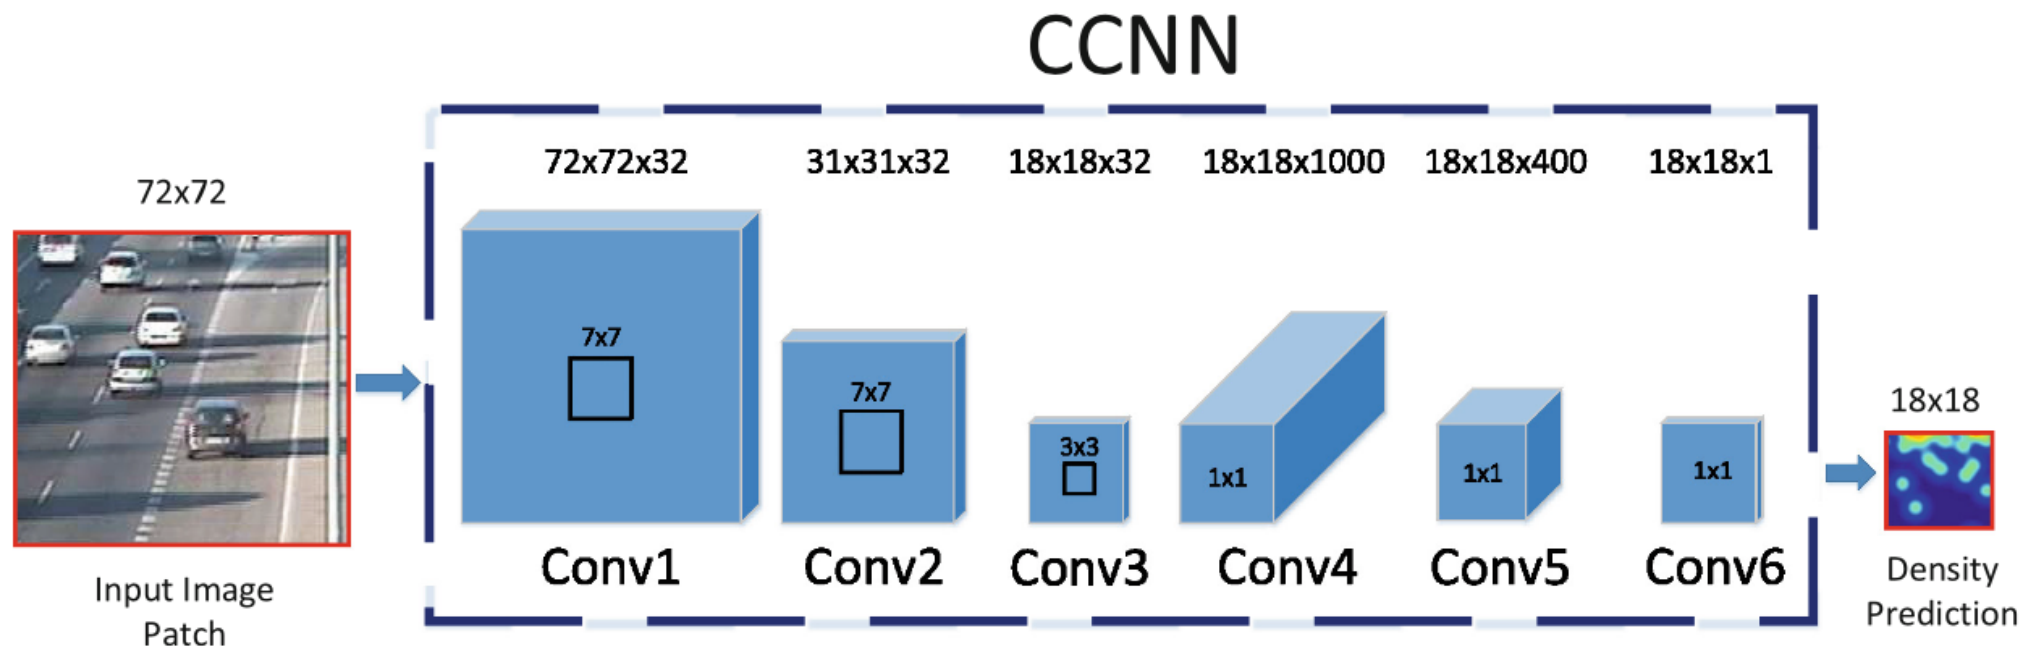 CCNN
72x72
Input Image
Patch
72x72x32
31x31x32
18x18x32
18x18x1000
18x18x400
18x18x1
7x7
7x7
3x3
1x1
1x1
1x1
Conv1
Conv2
Conv3
Conv4
Conv5
Conv6
18x18
Density
Prediction